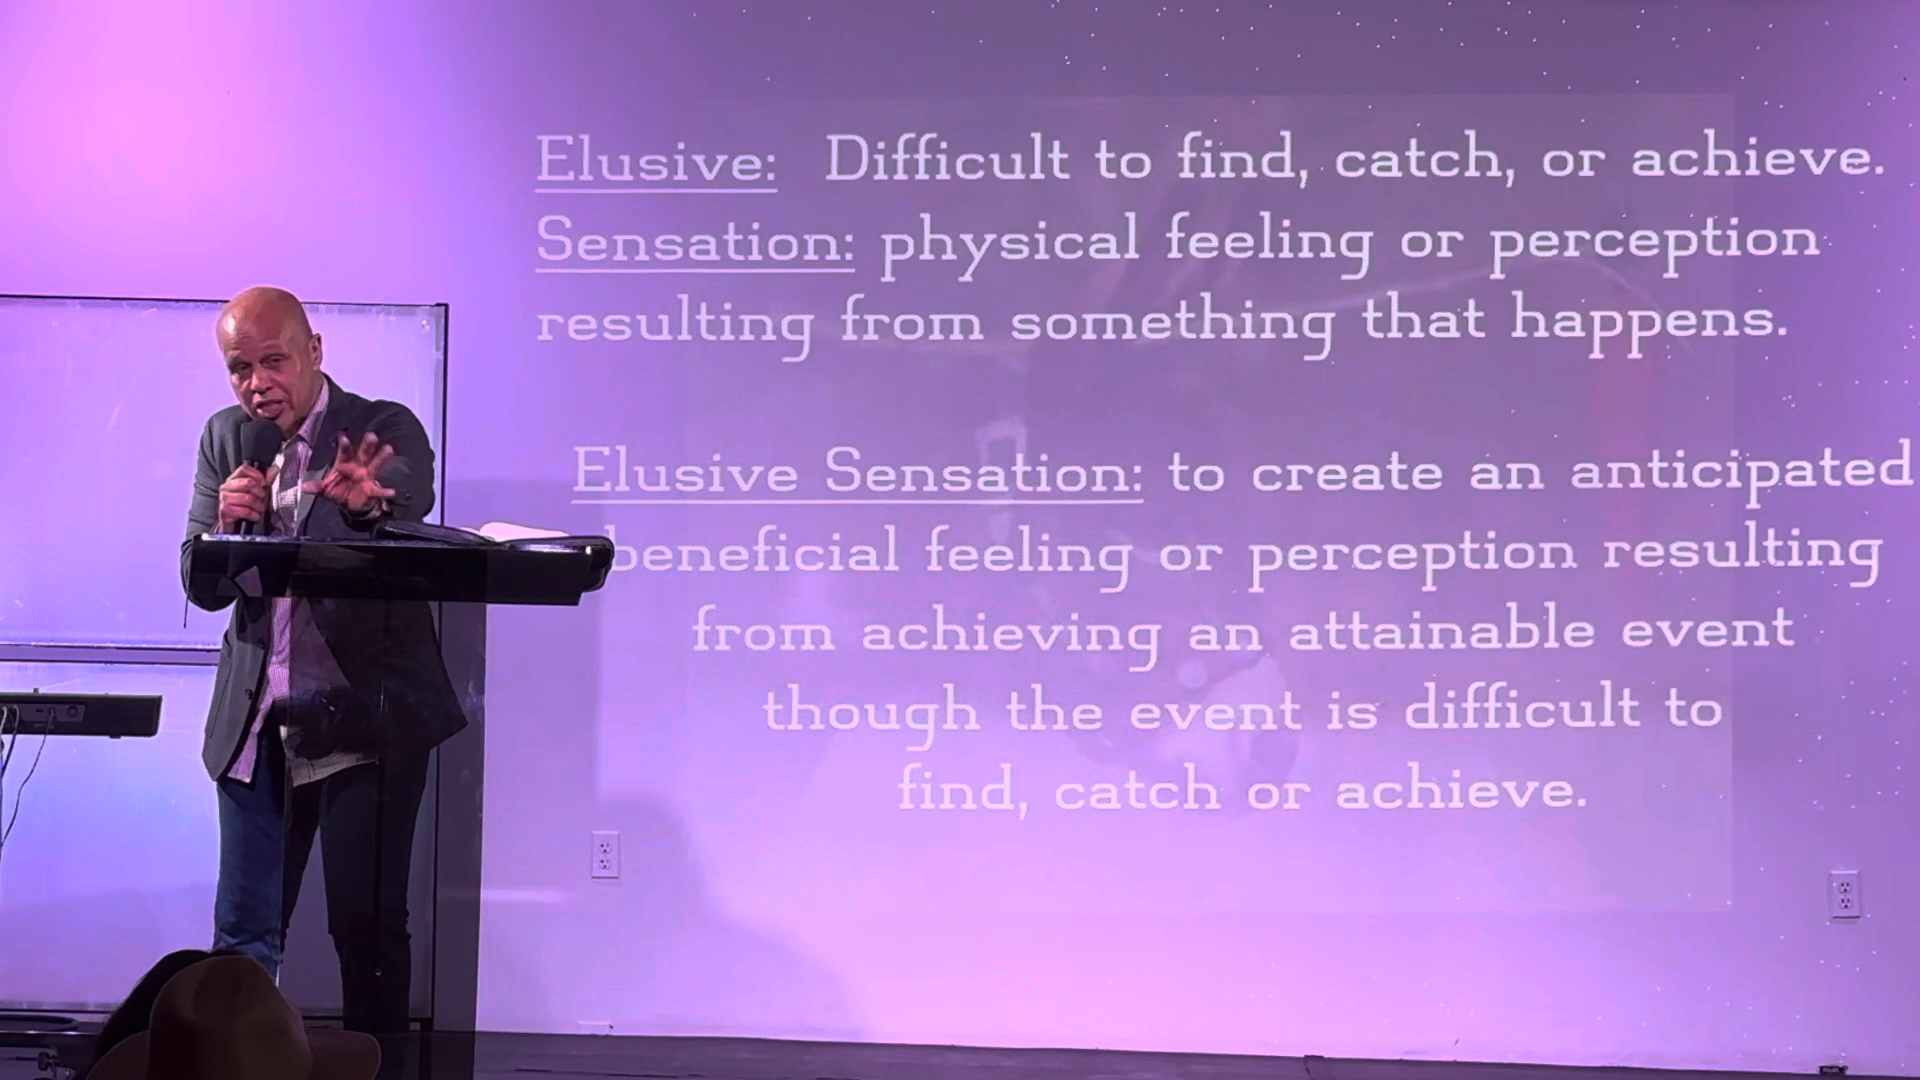 Elusive: Difficult to find, catch, or achieve.
Sensation: physical feeling or perception
resulting from something that happens.
Elusive Sensation: to create an anticipated
beneficial feeling or perception resulting
from achieving an attainable event
though the event is difficult to
find, catch or achieve.